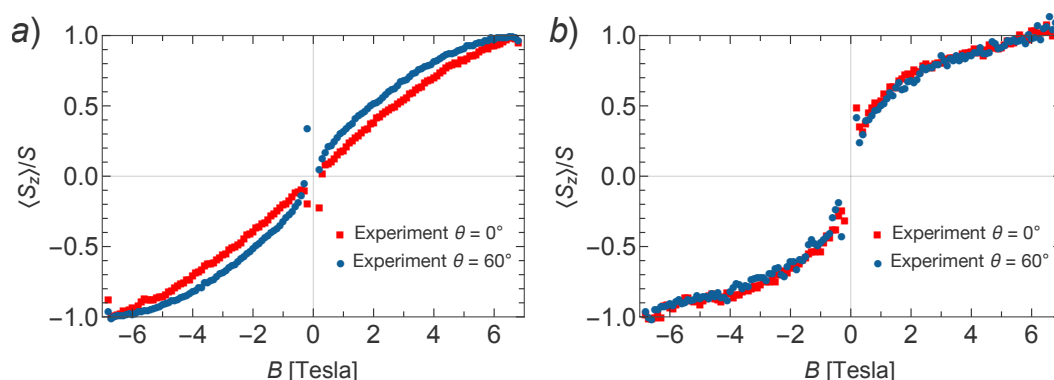 a)
⟨S_z⟩/S
1.0
0.5
0.0
−0.5
−1.0
Experiment θ = 0°
Experiment θ = 60°
−6 −4 −2 0 2 4 6
B [Tesla]
b)
⟨S_z⟩/S
1.0
0.5
0.0
−0.5
−1.0
Experiment θ = 0°
Experiment θ = 60°
−6 −4 −2 0 2 4 6
B [Tesla]